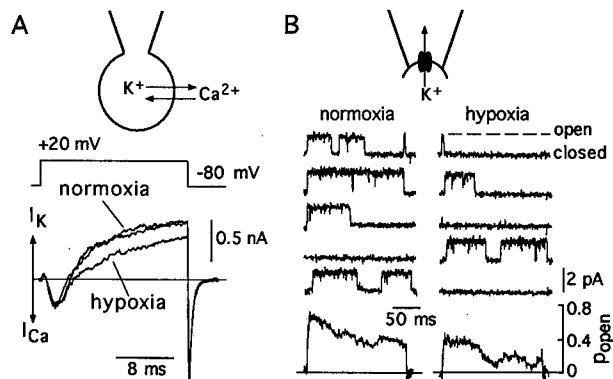 A
K+
Ca2+
+20 mV
-80 mV
normoxia
IK
0.5 nA
hypoxia
ICa
8 ms
B
K+
normoxia
hypoxia
open
closed
2 pA
50 ms
0.8
0.4
0
Popen